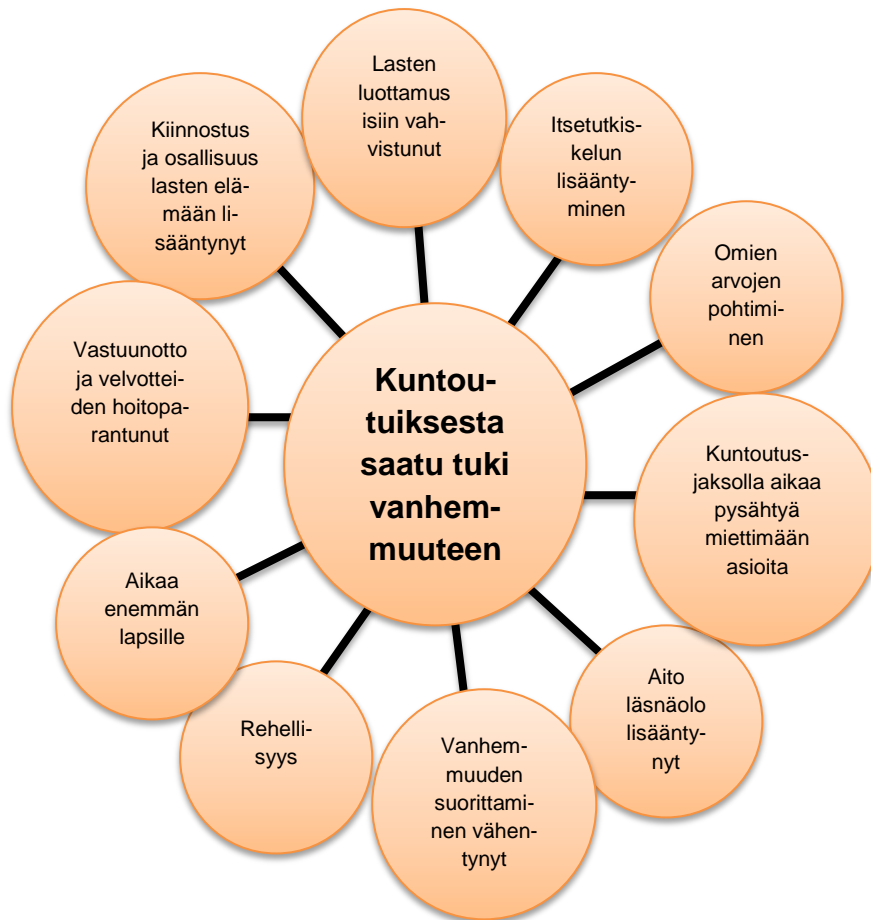 Lasten
luottamus
isiin vah-
vistunut
Itsetutkis-
kelun
lisäänty-
minen
Omien
arvojen
pohtimi-
nen
Kuntoutus-
jaksolla aikaa
pysähtyä
miettimään
asioita
Aito
läsnäolo
lisäänty-
nyt
Vanhem-
muuden
suorittami-
nen vähen-
tynyt
Rehelli-
syys
Aikaa
enemmän
lapsille
Vastuunotto
ja velvottei-
den hoitopa-
rantunut
Kiinnostus
ja osallisuus
lasten elä-
mään li-
sääntynyt
Kuntou-
tuiksesta
saatu tuki
vanhem-
muuteen